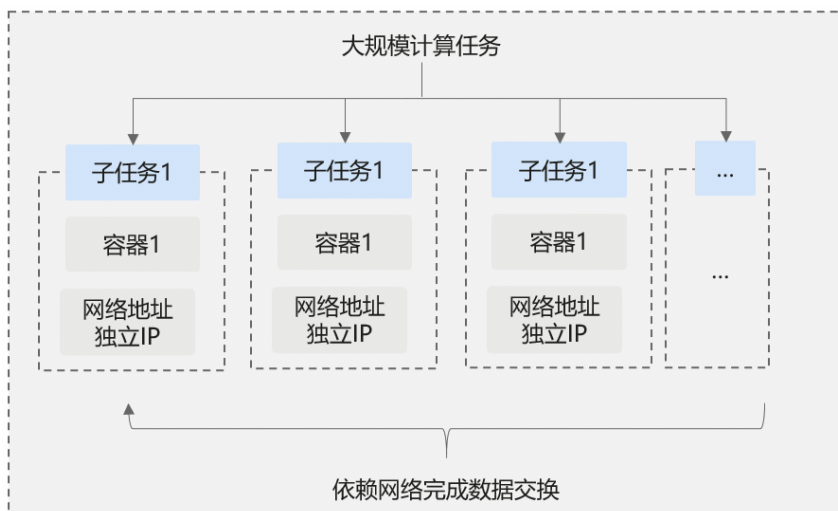 大规模计算任务
子任务1
子任务1
子任务1
...
容器1
容器1
容器1
...
网络地址
独立IP
网络地址
独立IP
网络地址
独立IP
依赖网络完成数据交换